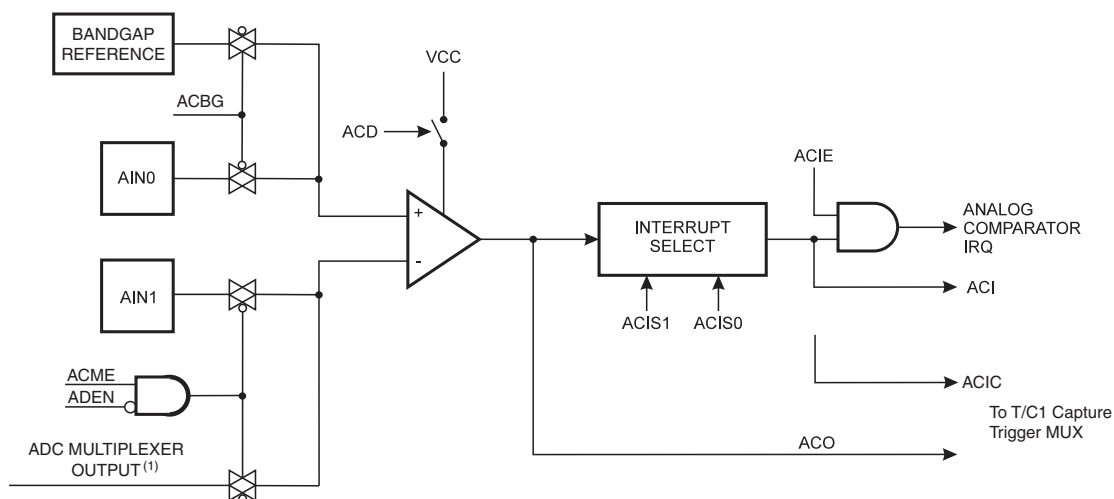 BANDGAP
REFERENCE
VCC
ACBG
ACD
ACIE
AIN0
+
INTERRUPT
SELECT
ANALOG
COMPARATOR
IRQ
-
AIN1
ACI
ACIS1
ACIS0
ACME
ADEN
ACIC
To T/C1 Capture
Trigger MUX
ACO
ADC MULTIPLEXER
OUTPUT (1)